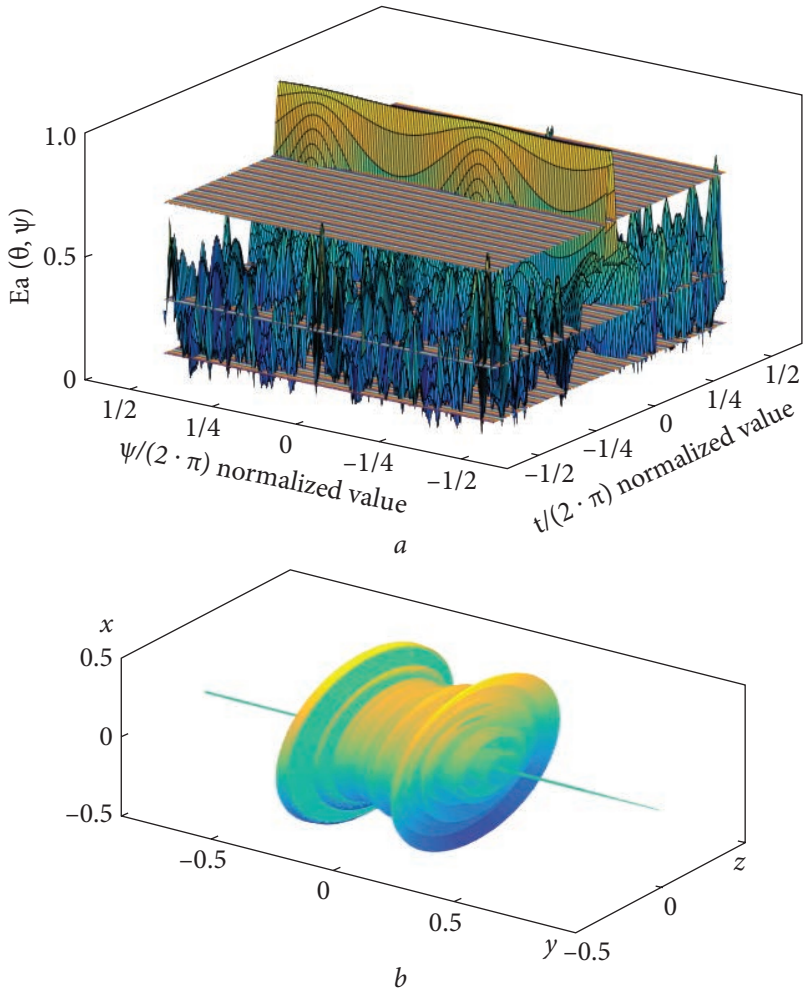 1.0
0.5
0
Ea (θ, ψ)
1/2
1/4
0
–1/4
–1/2
ψ/(2 · π) normalized value
–1/2
–1/4
0
1/4
1/2
t/(2 · π) normalized value
a
x
0.5
0
–0.5
–0.5
0
0.5
y
–0.5
0
z
b